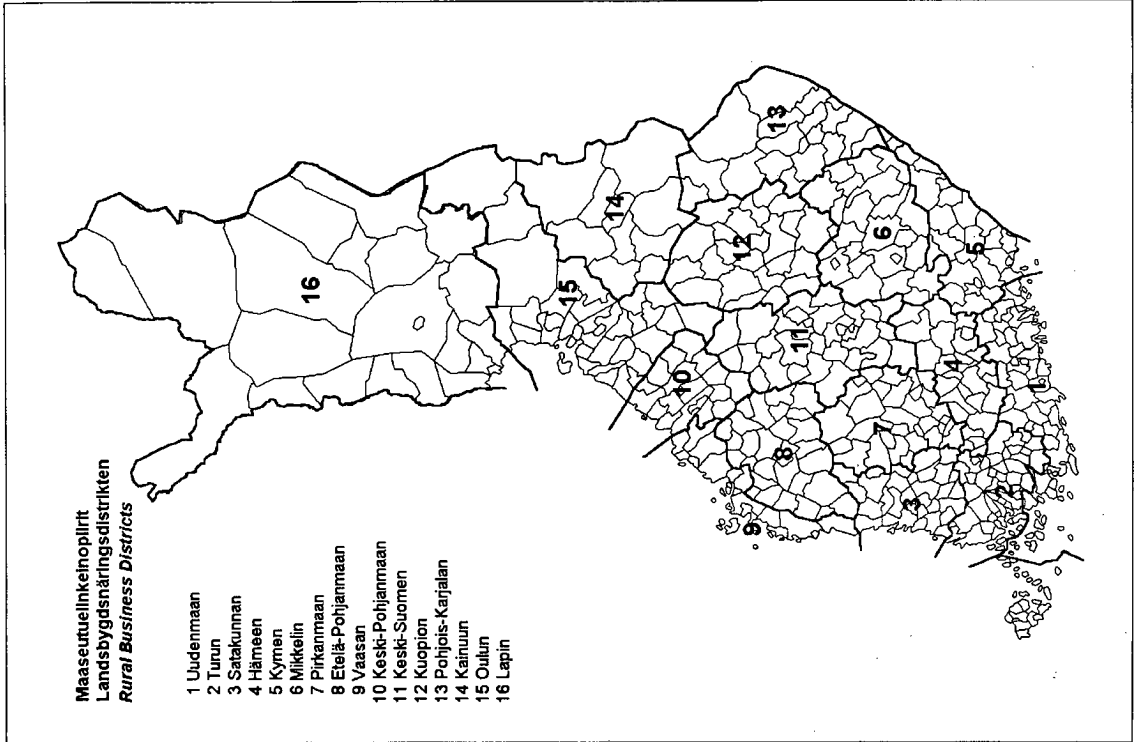 Maaseutuelinkeinopiirit
Landsbygdsnäringsdistrikten
Rural Business Districts
1 Uudenmaan
2 Turun
3 Satakunnan
4 Hämeen
5 Kymen
6 Mikkelin
7 Pirkanmaan
8 Etelä-Pohjanmaan
9 Vaasan
10 Keski-Pohjanmaan
11 Keski-Suomen
12 Kuopion
13 Pohjois-Karjalan
14 Kainuun
15 Oulun
16 Lapin
16
15
14
13
12
11
10
9
8
7
6
5
4
3
2
1